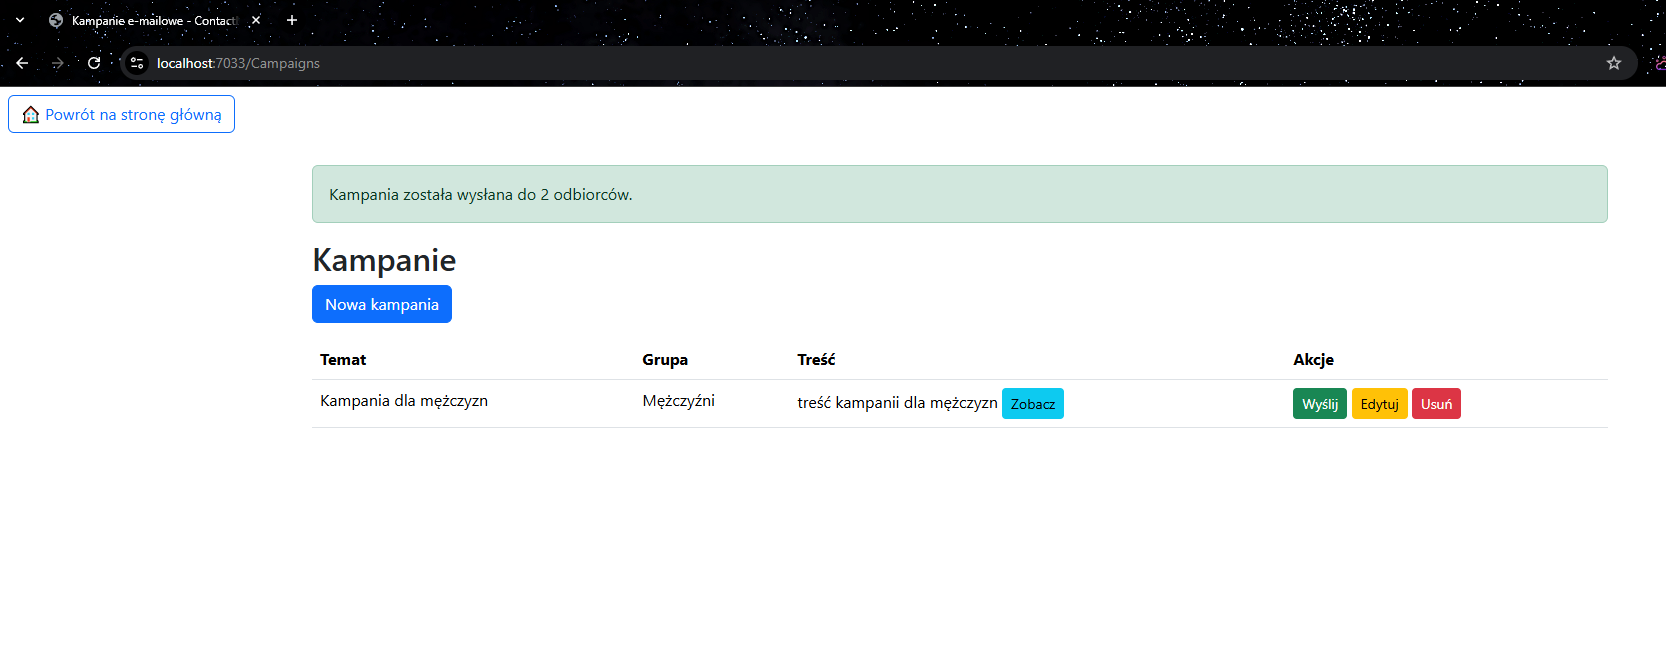 Kampanie e-mailowe - Contact
localhost:7033/Campaigns
Powrót na stronę główną
Kampania została wysłana do 2 odbiorców.
Kampanie
Nowa kampania
Temat Grupa Treść Akcje
Kampania dla mężczyzn Mężczyźni treść kampanii dla mężczyzn Zobacz Wyślij Edytuj Usuń